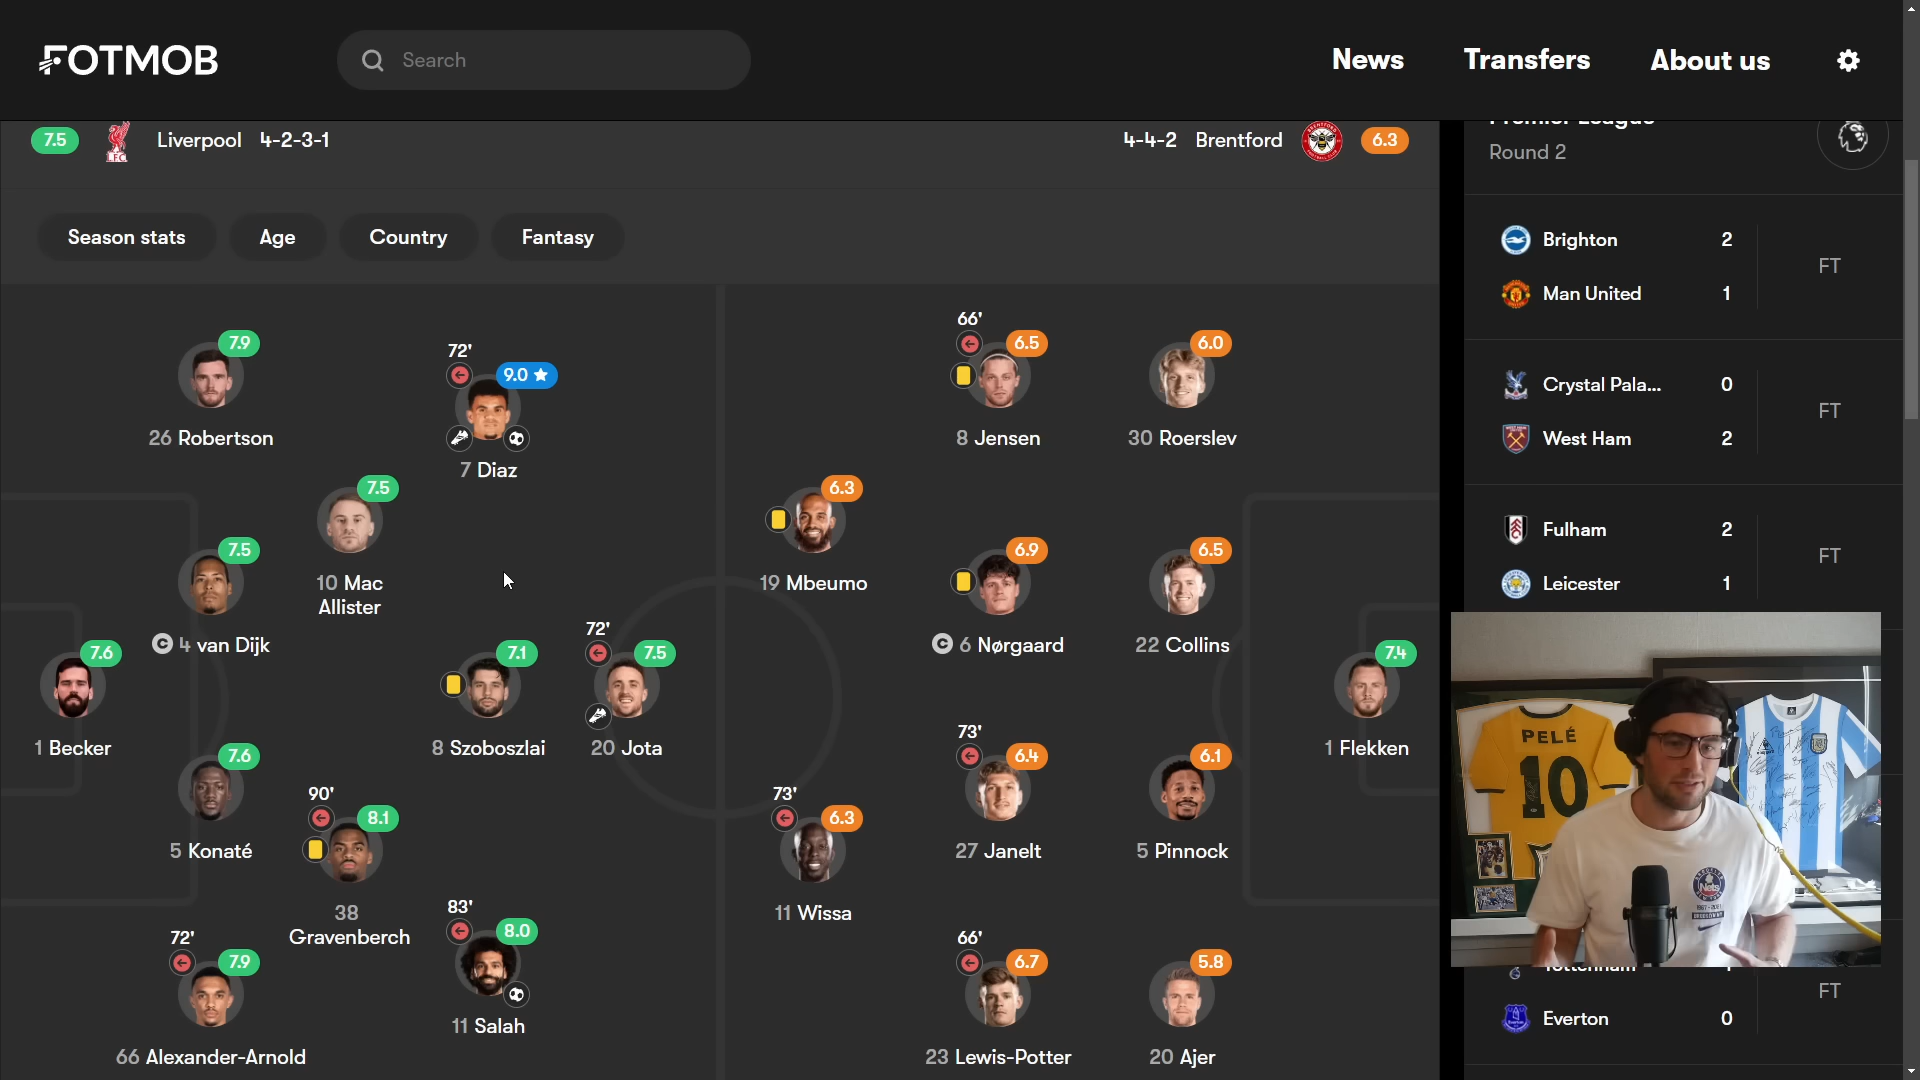 FOTMOB
Search
News
Transfers
About us
7.5
Liverpool 4-2-3-1
4-4-2 Brentford
6.3
Premier League
Round 2
Season stats
Age
Country
Fantasy
Brighton 2
Man United 1
FT
Crystal Pala... 0
West Ham 2
FT
Fulham 2
Leicester 1
FT
Tottenham
Everton 0
FT
7.9
26 Robertson
72'
9.0
7 Diaz
7.5
10 Mac
Allister
7.5
C 4 van Dijk
7.6
1 Becker
7.1
8 Szoboszlai
72'
7.5
20 Jota
7.6
5 Konaté
90'
8.1
38
Gravenberch
72'
7.9
66 Alexander-Arnold
83'
8.0
11 Salah
66'
6.5
8 Jensen
6.0
30 Roerslev
6.3
19 Mbeumo
6.9
C 6 Nørgaard
6.5
22 Collins
7.4
1 Flekken
73'
6.4
27 Janelt
6.1
5 Pinnock
73'
6.3
11 Wissa
66'
6.7
23 Lewis-Potter
5.8
20 Ajer
PELÉ
10
Nets